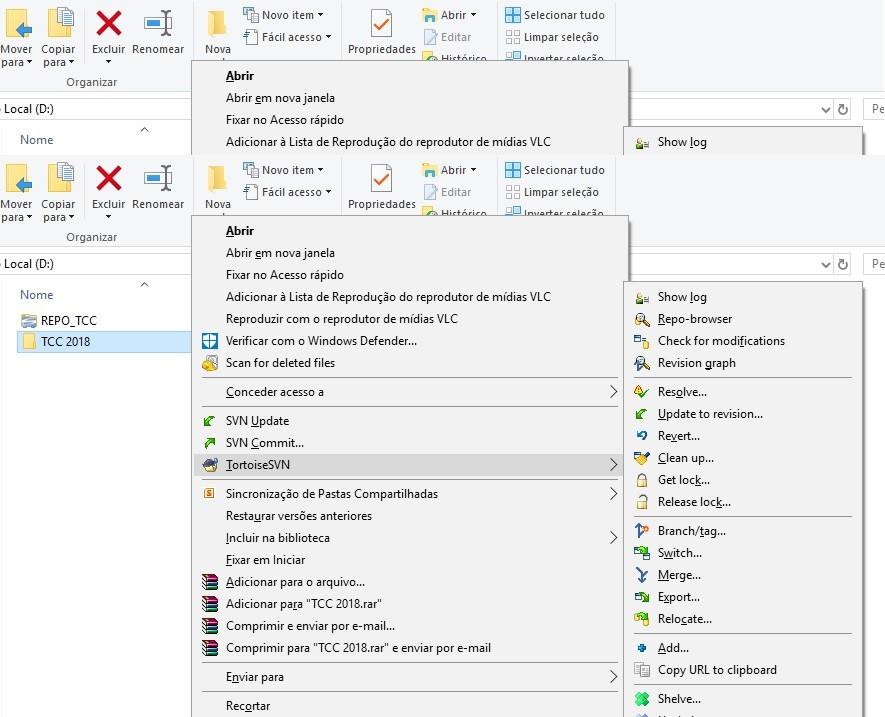 Mover para
Copiar para
Excluir
Renomear
Nova
Novo item
Fácil acesso
Propriedades
Abrir
Editar
Histórico
Selecionar tudo
Limpar seleção
Inverter seleção
Organizar
Abrir
Abrir em nova janela
Fixar no Acesso rápido
Adicionar à Lista de Reprodução do reprodutor de mídias VLC
Local (D:)
Pe
Nome
Show log
Mover para
Copiar para
Excluir
Renomear
Nova
Novo item
Fácil acesso
Propriedades
Abrir
Editar
Histórico
Selecionar tudo
Limpar seleção
Inverter seleção
Organizar
Local (D:)
Pe
Nome
REPO_TCC
TCC 2018
Abrir
Abrir em nova janela
Fixar no Acesso rápido
Adicionar à Lista de Reprodução do reprodutor de mídias VLC
Reproduzir com o reprodutor de mídias VLC
Verificar com o Windows Defender...
Scan for deleted files
Conceder acesso a
SVN Update
SVN Commit...
TortoiseSVN
Sincronização de Pastas Compartilhadas
Restaurar versões anteriores
Incluir na biblioteca
Fixar em Iniciar
Adicionar para o arquivo...
Adicionar para "TCC 2018.rar"
Comprimir e enviar por e-mail...
Comprimir para "TCC 2018.rar" e enviar por e-mail
Enviar para
Recortar
Show log
Repo-browser
Check for modifications
Revision graph
Resolve...
Update to revision...
Revert...
Clean up...
Get lock...
Release lock...
Branch/tag...
Switch...
Merge...
Export...
Relocate...
Add...
Copy URL to clipboard
Shelve...